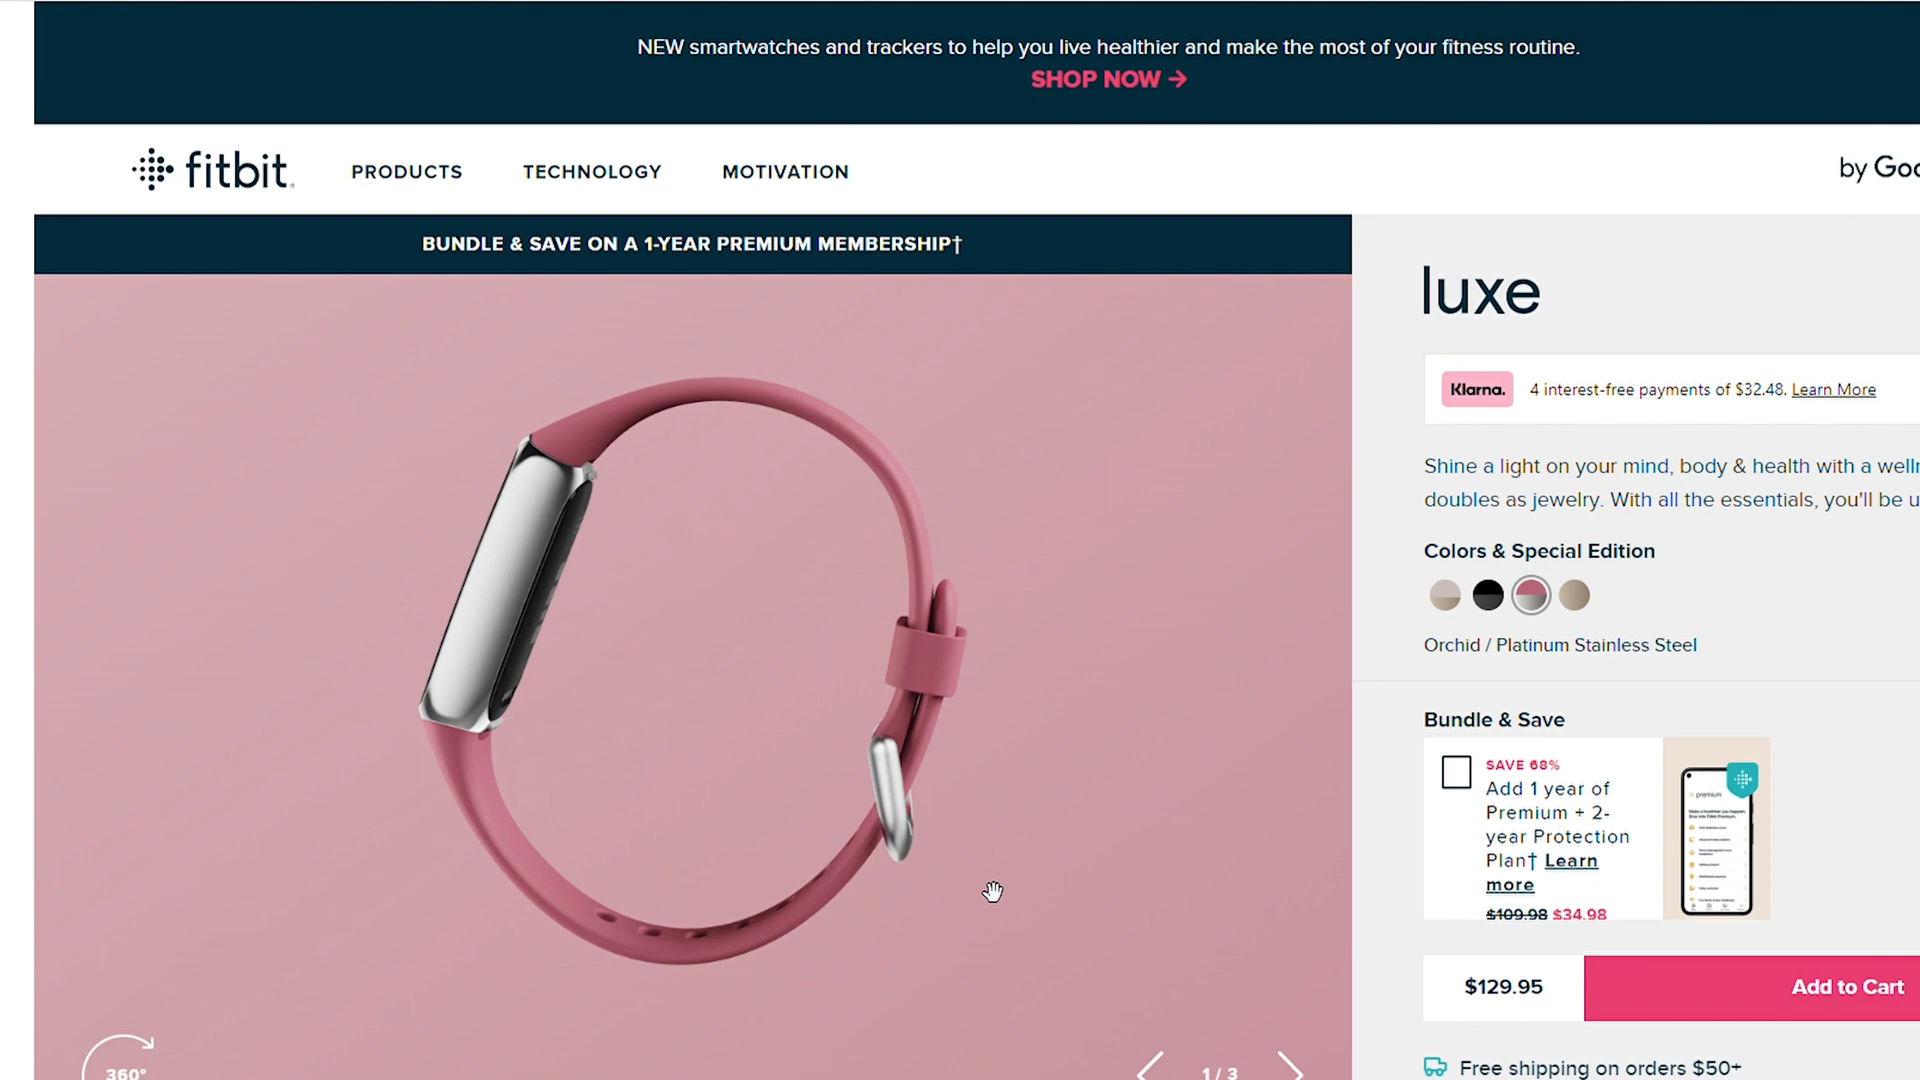 NEW smartwatches and trackers to help you live healthier and make the most of your fitness routine.
SHOP NOW →
fitbit
PRODUCTS
TECHNOLOGY
MOTIVATION
by
BUNDLE & SAVE ON A 1-YEAR PREMIUM MEMBERSHIP†
luxe
Klarna.
4 interest-free payments of $32.48. Learn More
Shine a light on your mind, body & health with a
doubles as jewelry. With all the essentials, you'll be
Colors & Special Edition
Orchid / Platinum Stainless Steel
Bundle & Save
SAVE 68%
Add 1 year of
Premium + 2-
year Protection
Plan† Learn
more
$109.98 $34.98
premium
$129.95
Add to Cart
Free shipping on orders $50+
360°
1 / 3